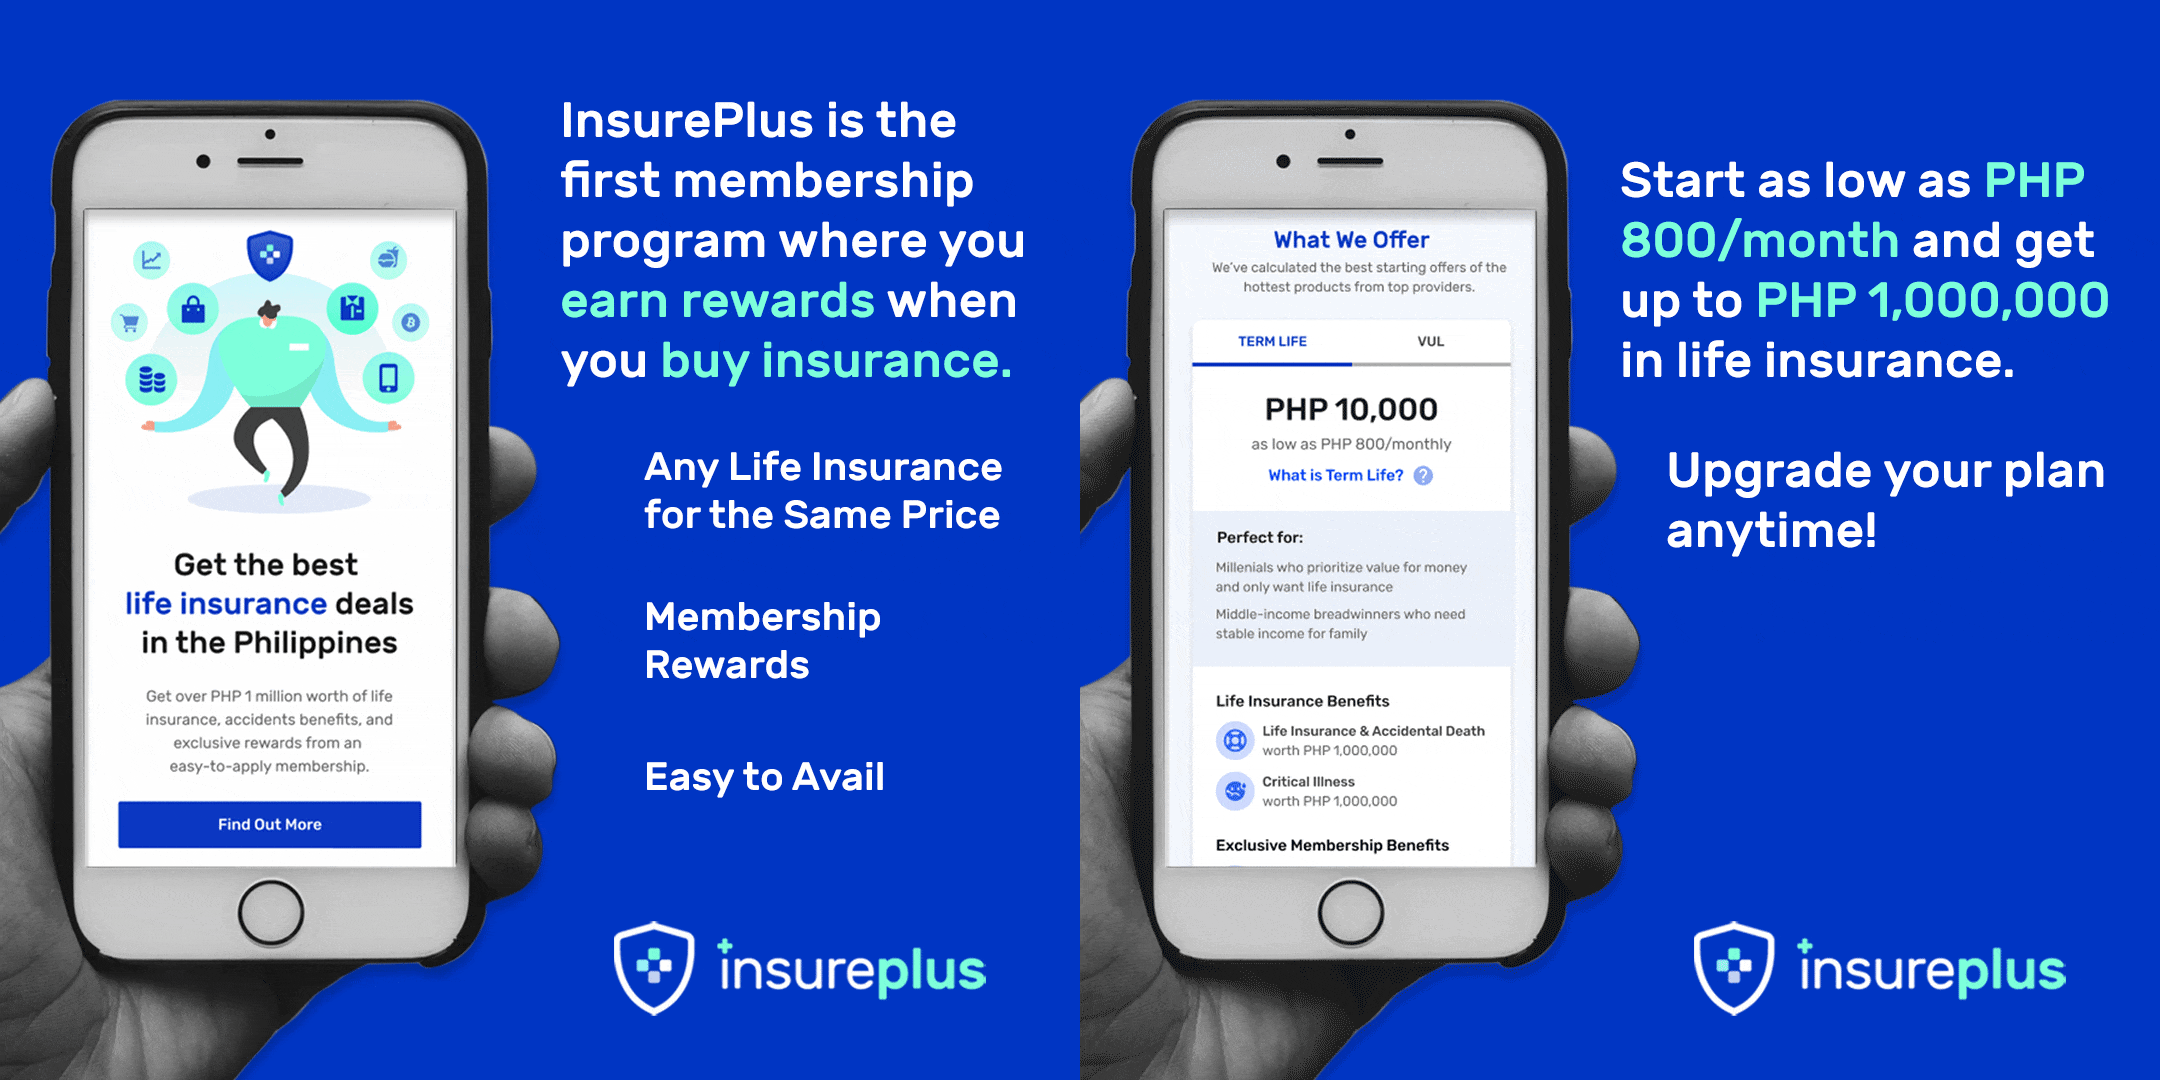 InsurePlus is the
first membership
program where you
earn rewards when
you buy insurance.
Any Life Insurance
for the Same Price
Membership
Rewards
Easy to Avail
Get the best
life insurance deals
in the Philippines
Get over PHP 1 million worth of life
insurance, accidents benefits, and
exclusive rewards from an
easy-to-apply membership.
Find Out More
insureplus
What We Offer
We've calculated the best starting offers of the
hottest products from top providers.
TERM LIFE
VUL
PHP 10,000
as low as PHP 800/monthly
What is Term Life? ?
Perfect for:
Millenials who prioritize value for money
and only want life insurance
Middle-income breadwinners who need
stable income for family
Life Insurance Benefits
Life Insurance & Accidental Death
worth PHP 1,000,000
Critical Illness
worth PHP 1,000,000
Exclusive Membership Benefits
Start as low as PHP
800/month and get
up to PHP 1,000,000
in life insurance.
Upgrade your plan
anytime!
insureplus